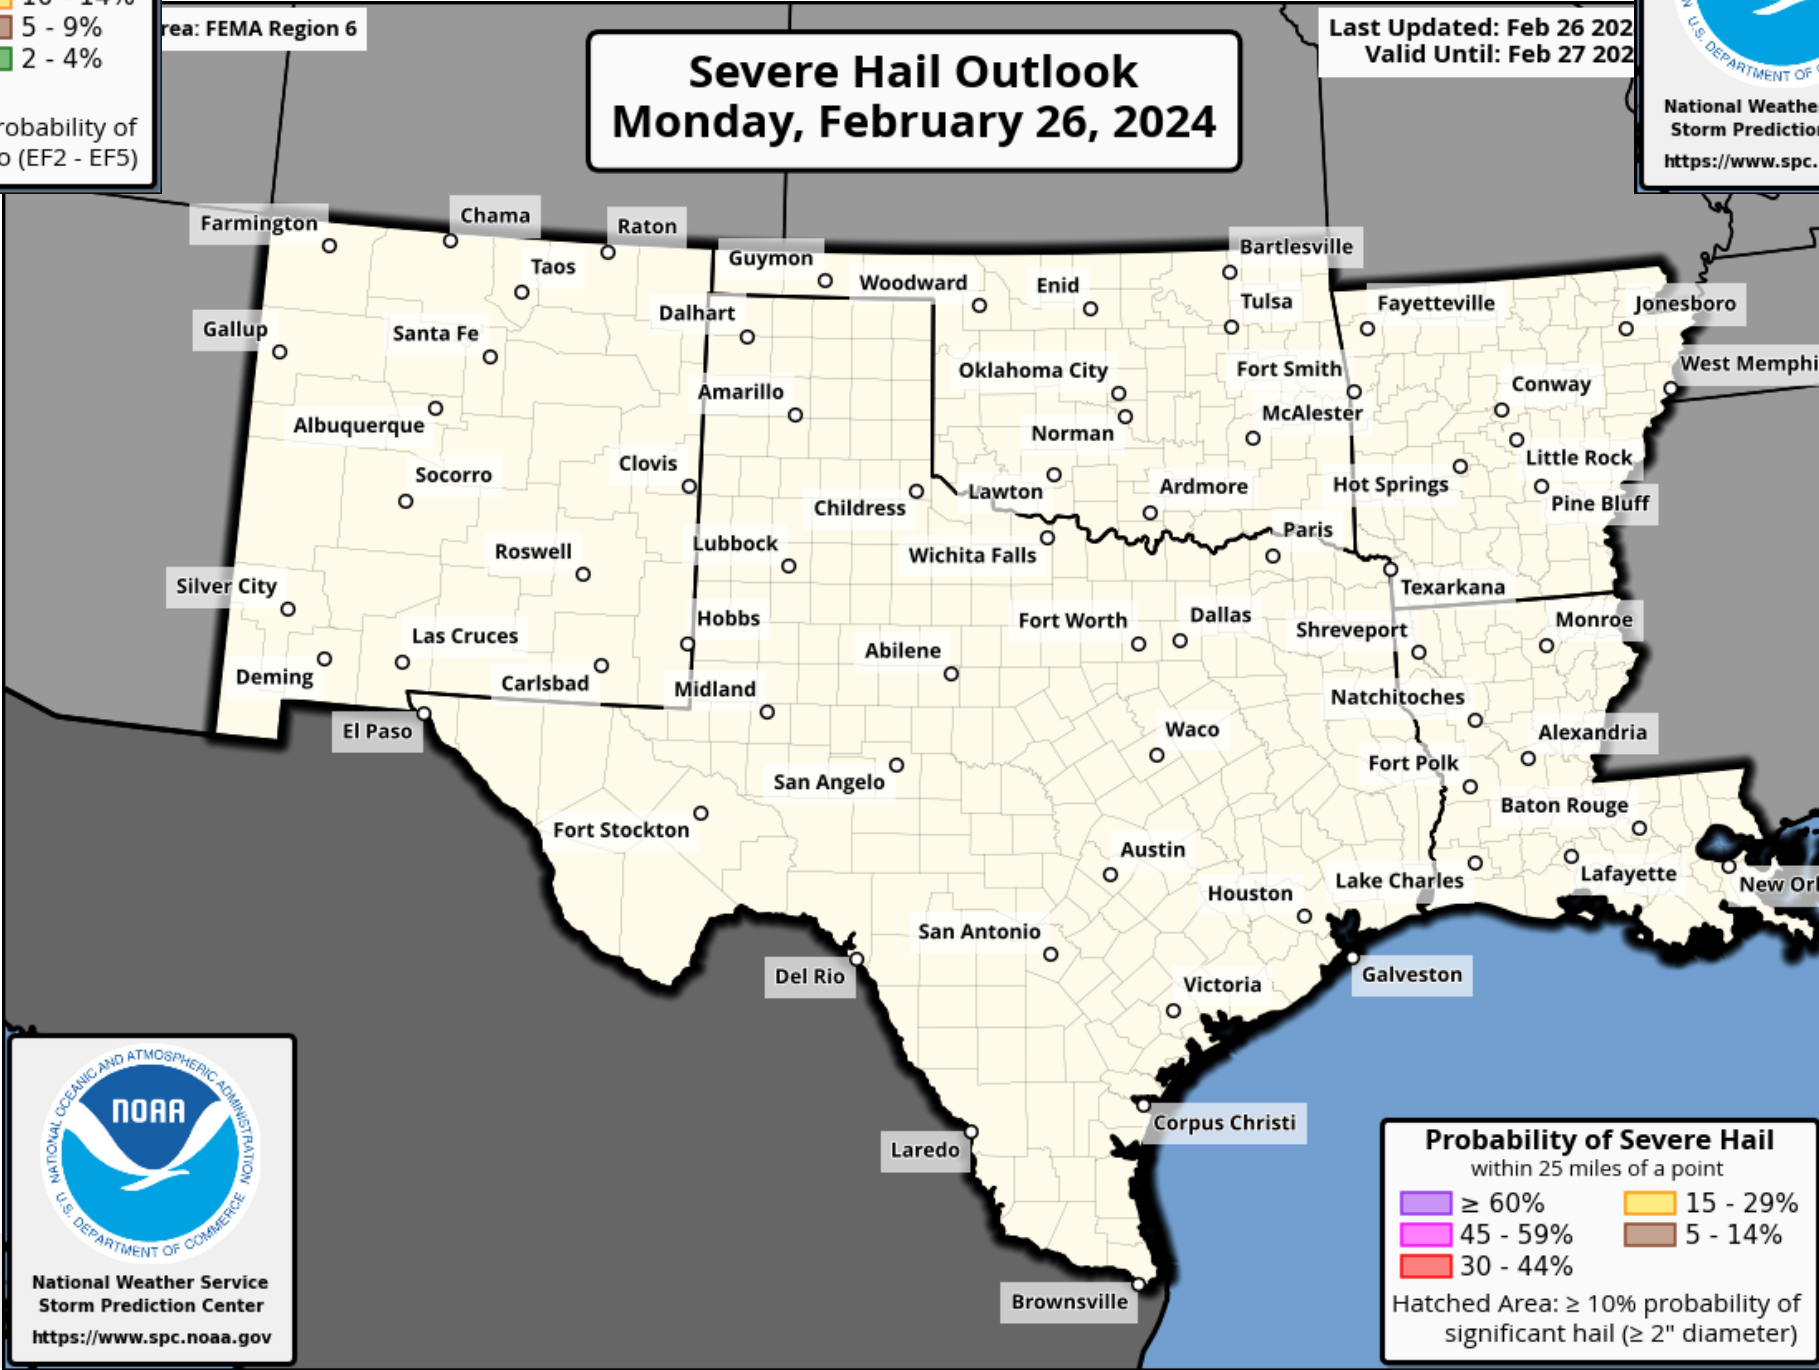 5 - 9%
2 - 4%
robability of
o (EF2 - EF5)
rea: FEMA Region 6
Severe Hail Outlook
Monday, February 26, 2024
Last Updated: Feb 26 202
Valid Until: Feb 27 202
U.S. DEPARTMENT OF
National Weathe
Storm Predictio
https://www.spc.
Farmington
Chama
Raton
Taos
Guymon
Woodward
Enid
Bartlesville
Tulsa
Fayetteville
Jonesboro
Gallup
Santa Fe
Dalhart
West Memphi
Oklahoma City
Fort Smith
Conway
Amarillo
Albuquerque
McAlester
Norman
Little Rock
Clovis
Socorro
Hot Springs
Pine Bluff
Lawton
Ardmore
Childress
Paris
Lubbock
Roswell
Wichita Falls
Silver City
Texarkana
Hobbs
Dallas
Fort Worth
Monroe
Shreveport
Las Cruces
Abilene
Deming
Carlsbad
Midland
Natchitoches
El Paso
Waco
Alexandria
Fort Polk
San Angelo
Baton Rouge
Fort Stockton
Austin
Lafayette
Lake Charles
New Orl
Houston
San Antonio
Del Rio
Galveston
Victoria
Corpus Christi
Laredo
Brownsville
NATIONAL OCEANIC AND ATMOSPHERIC ADMINISTRATION
NOAA
U.S. DEPARTMENT OF COMMERCE
National Weather Service
Storm Prediction Center
https://www.spc.noaa.gov
Probability of Severe Hail
within 25 miles of a point
≥ 60%
15 - 29%
45 - 59%
5 - 14%
30 - 44%
Hatched Area: ≥ 10% probability of
significant hail (≥ 2" diameter)